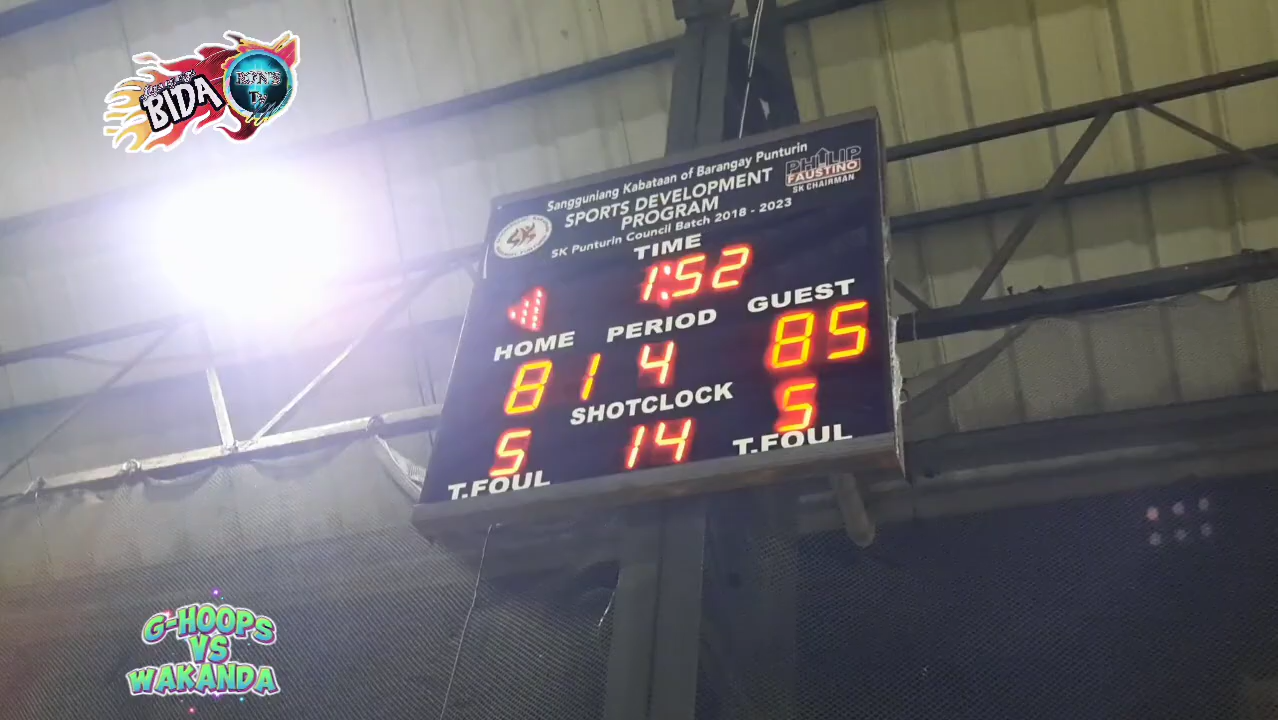 BIDA
Sangguniang Kabataan of Barangay Punturin
SPORTS DEVELOPMENT
PROGRAM
SK Punturin Council Batch 2018 - 2023
PHILIP
FAUSTINO
SK CHAIRMAN
TIME
1:52
HOME
PERIOD
GUEST
81
4
85
SHOTCLOCK
5
14
5
T.FOUL
T.FOUL
G-HOOPS
VS
WAKANDA